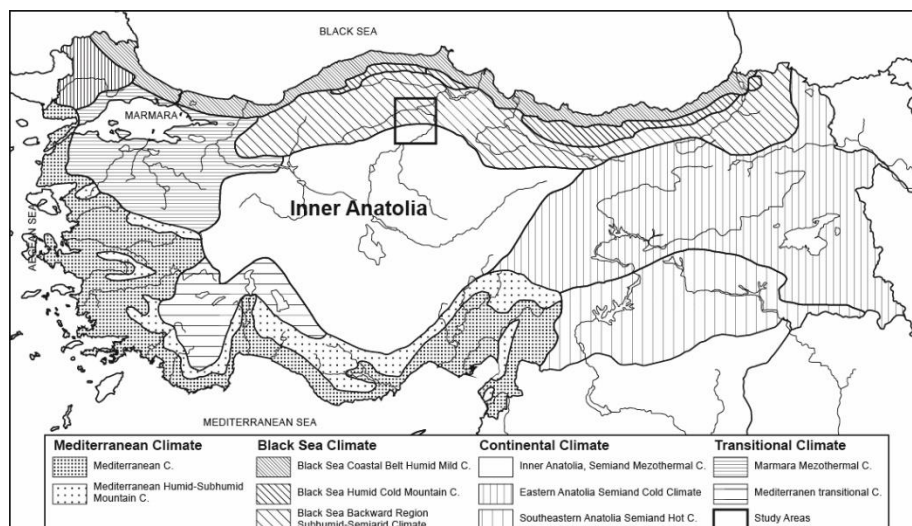 BLACK SEA
MARMARA
Inner Anatolia
AEGEAN SEA
MEDITERRANEAN SEA
Mediterranean Climate
Mediterranean C.
Mediterranean Humid-Subhumid
Mountain C.
Black Sea Climate
Black Sea Coastal Belt Humid Mild C.
Black Sea Humid Cold Mountain C.
Black Sea Backward Region
Subhumid-Semiarid Climate
Continental Climate
Inner Anatolia, Semiand Mezothermal C.
Eastern Anatolia Semiand Cold Climate
Southeastern Anatolia Semiand Hot C.
Transitional Climate
Marmara Mezothermal C.
Mediterranen transitional C.
Study Areas